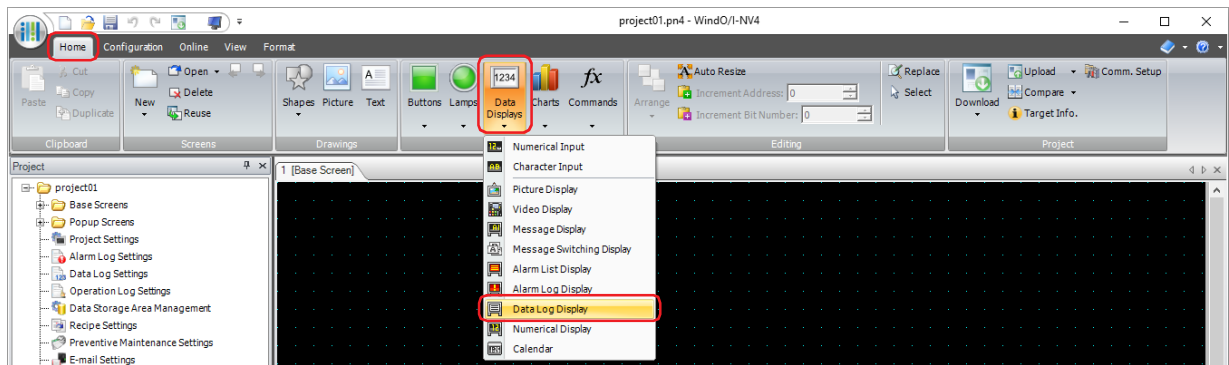 project01.pn4 - WindO/I-NV4
Home Configuration Online View Format
Paste
Cut
Copy
Duplicate
Clipboard
New
Open
Delete
Reuse
Screens
Shapes Picture Text
Drawings
Buttons Lamps
1234
Data
Displays
Charts
fx
Commands
Arrange
Auto Resize
Increment Address: 0
Increment Bit Number: 0
Replace
Select
Editing
Download
Upload
Compare
Target Info.
Comm. Setup
Project
Project
project01
Base Screens
Popup Screens
Project Settings
Alarm Log Settings
Data Log Settings
Operation Log Settings
Data Storage Area Management
Recipe Settings
Preventive Maintenance Settings
E-mail Settings
1 [Base Screen]
Numerical Input
Character Input
Picture Display
Video Display
Message Display
Message Switching Display
Alarm List Display
Alarm Log Display
Data Log Display
Numerical Display
Calendar